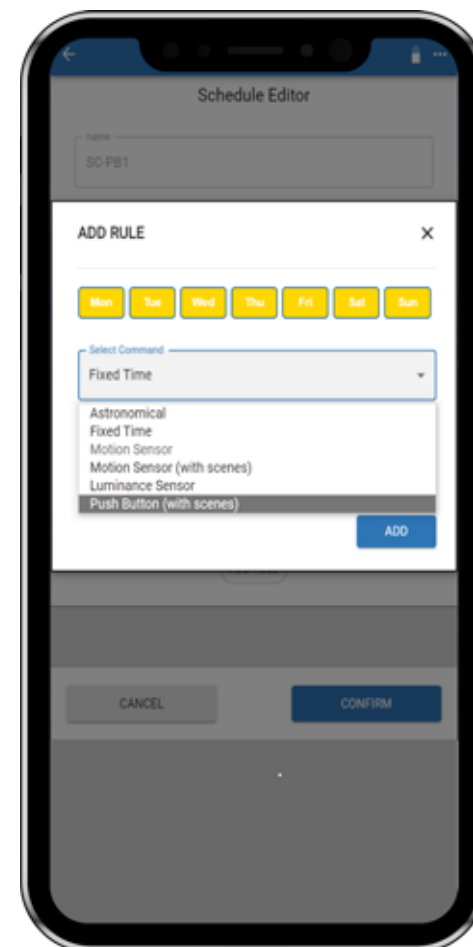 Schedule Editor
name
SC-PB1
ADD RULE
Mon Tue Wed Thu Fri Sat Sun
Select Command
Fixed Time
Astronomical
Fixed Time
Motion Sensor
Motion Sensor (with scenes)
Luminance Sensor
Push Button (with scenes)
ADD
CANCEL CONFIRM